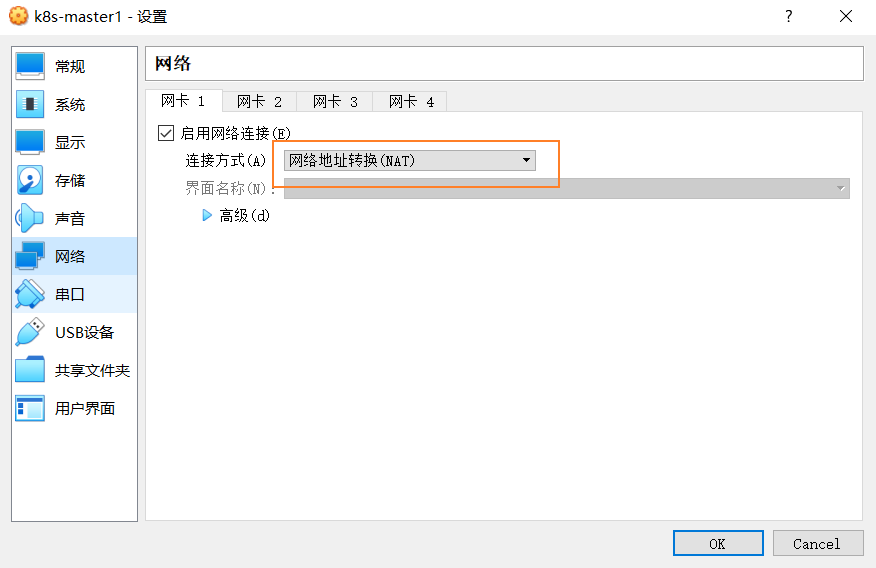 k8s-master1 - 设置
?
常规
系统
显示
存储
声音
网络
串口
USB设备
共享文件夹
用户界面
网络
网卡 1 网卡 2 网卡 3 网卡 4
启用网络连接(E)
连接方式(A) 网络地址转换(NAT)
界面名称(N):
高级(d)
OK Cancel